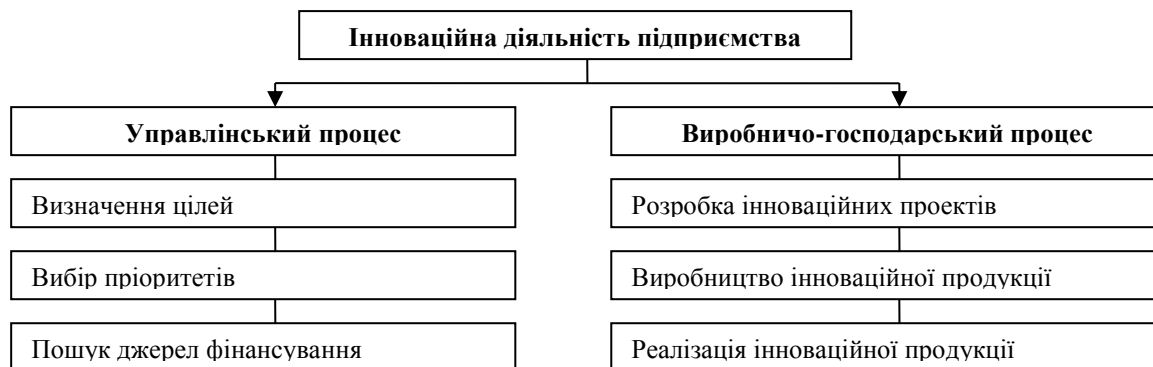 Інноваційна діяльність підприємства
Управлінський процес
Визначення цілей
Вибір пріоритетів
Пошук джерел фінансування
Виробничо-господарський процес
Розробка інноваційних проектів
Виробництво інноваційної продукції
Реалізація інноваційної продукції